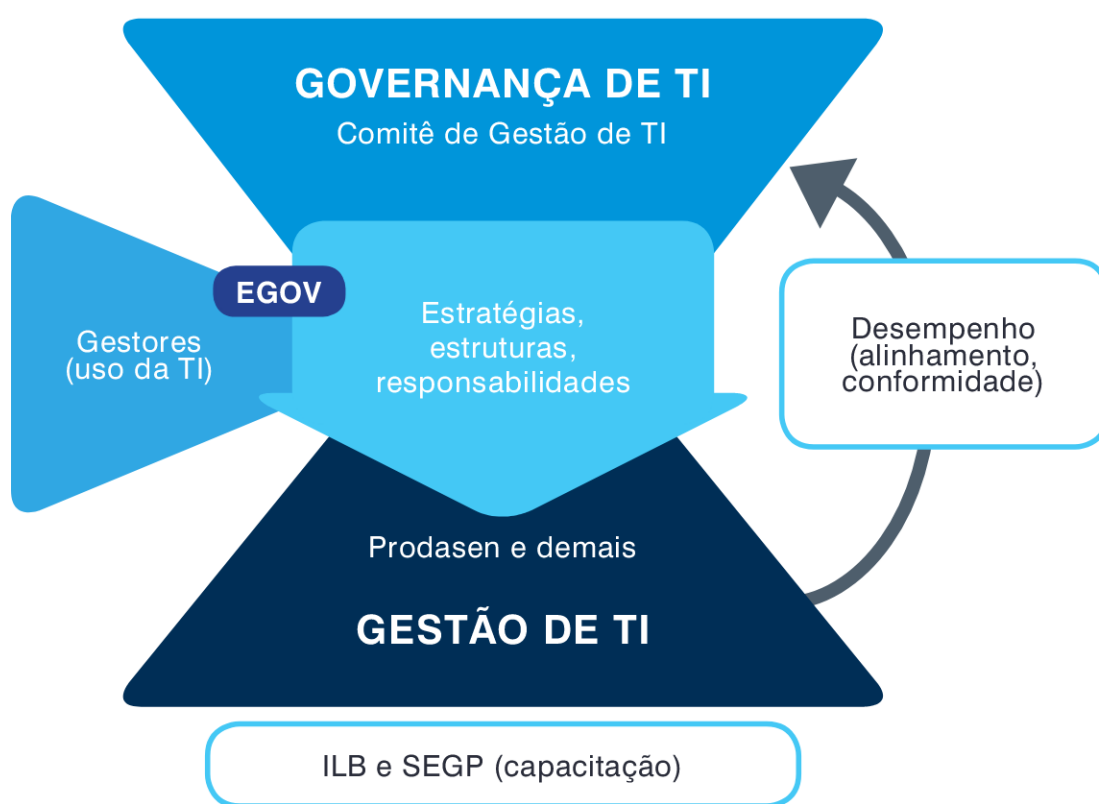 GOVERNANÇA DE TI
Comitê de Gestão de TI
EGOV
Gestores
(uso da TI)
Estratégias,
estruturas,
responsabilidades
Desempenho
(alinhamento,
conformidade)
Prodasen e demais
GESTÃO DE TI
ILB e SEGP (capacitação)